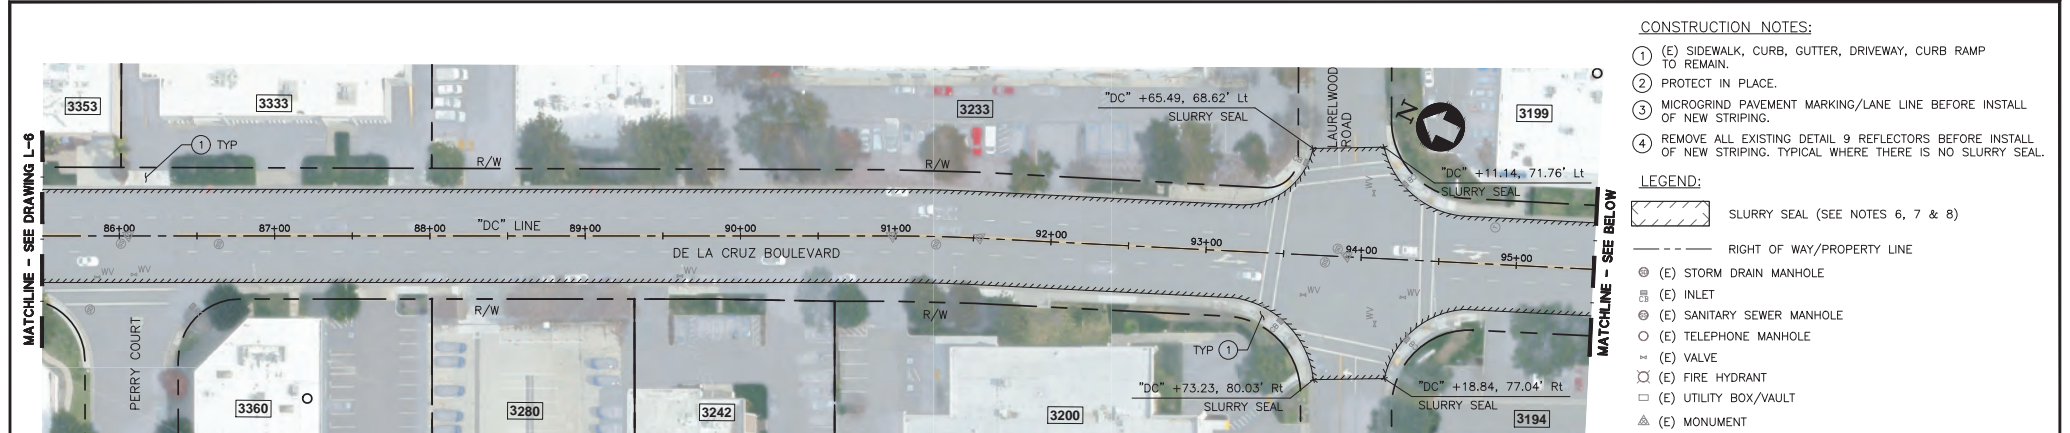 3353
3333
3233
3199
1 TYP
R/W
R/W
"DC" +65.49, 68.62' Lt
SLURRY SEAL
LAURELWOOD
ROAD
N
"DC" +11.14, 71.76' Lt
SLURRY SEAL
MATCHLINE - SEE DRAWING L-6
86+00
87+00
88+00
"DC" LINE
89+00
90+00
91+00
92+00
93+00
94+00
95+00
DE LA CRUZ BOULEVARD
WV
WV
WV
WV
WV
WV
WV
MATCHLINE - SEE BELOW
PERRY COURT
R/W
R/W
TYP 1
CB
"DC" +73.23, 80.03' Rt
SLURRY SEAL
"DC" +18.84, 77.04' Rt
SLURRY SEAL
3360
3280
3242
3200
3194
CONSTRUCTION NOTES:
1 (E) SIDEWALK, CURB, GUTTER, DRIVEWAY, CURB RAMP
TO REMAIN.
2 PROTECT IN PLACE.
3 MICROGRIND PAVEMENT MARKING/LANE LINE BEFORE INSTALL
OF NEW STRIPING.
4 REMOVE ALL EXISTING DETAIL 9 REFLECTORS BEFORE INSTALL
OF NEW STRIPING. TYPICAL WHERE THERE IS NO SLURRY SEAL.
LEGEND:
SLURRY SEAL (SEE NOTES 6, 7 & 8)
RIGHT OF WAY/PROPERTY LINE
(E) STORM DRAIN MANHOLE
CB (E) INLET
(E) SANITARY SEWER MANHOLE
(E) TELEPHONE MANHOLE
(E) VALVE
(E) FIRE HYDRANT
(E) UTILITY BOX/VAULT
(E) MONUMENT